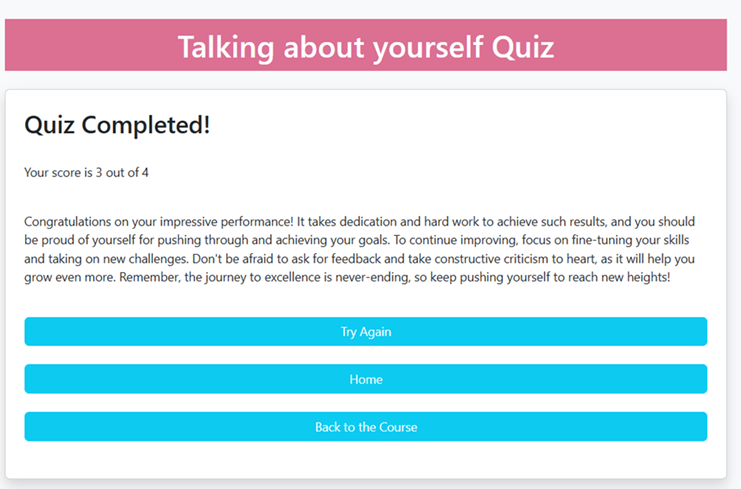 Talking about yourself Quiz
Quiz Completed!
Your score is 3 out of 4
Congratulations on your impressive performance! It takes dedication and hard work to achieve such results, and you should
be proud of yourself for pushing through and achieving your goals. To continue improving, focus on fine-tuning your skills
and taking on new challenges. Don't be afraid to ask for feedback and take constructive criticism to heart, as it will help you
grow even more. Remember, the journey to excellence is never-ending, so keep pushing yourself to reach new heights!
Try Again
Home
Back to the Course